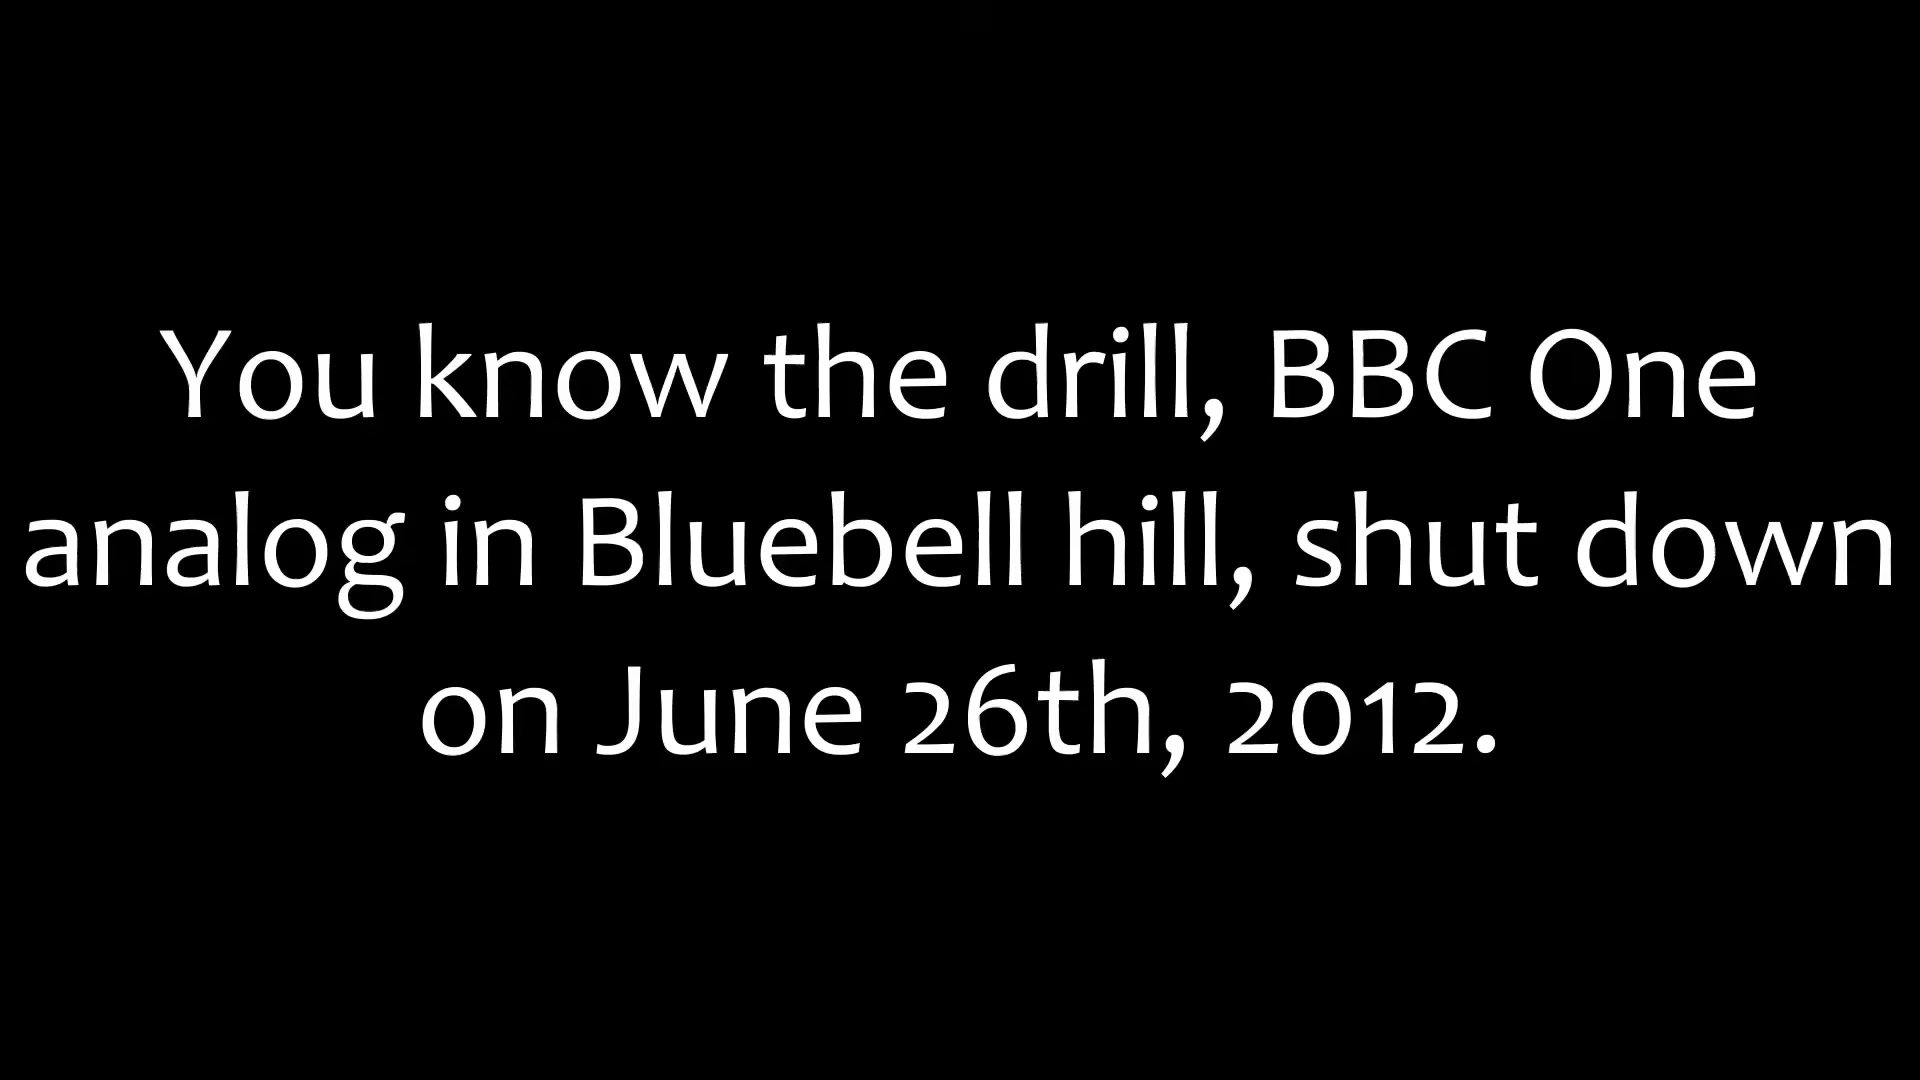 You know the drill, BBC One
analog in Bluebell hill, shut down
on June 26th, 2012.